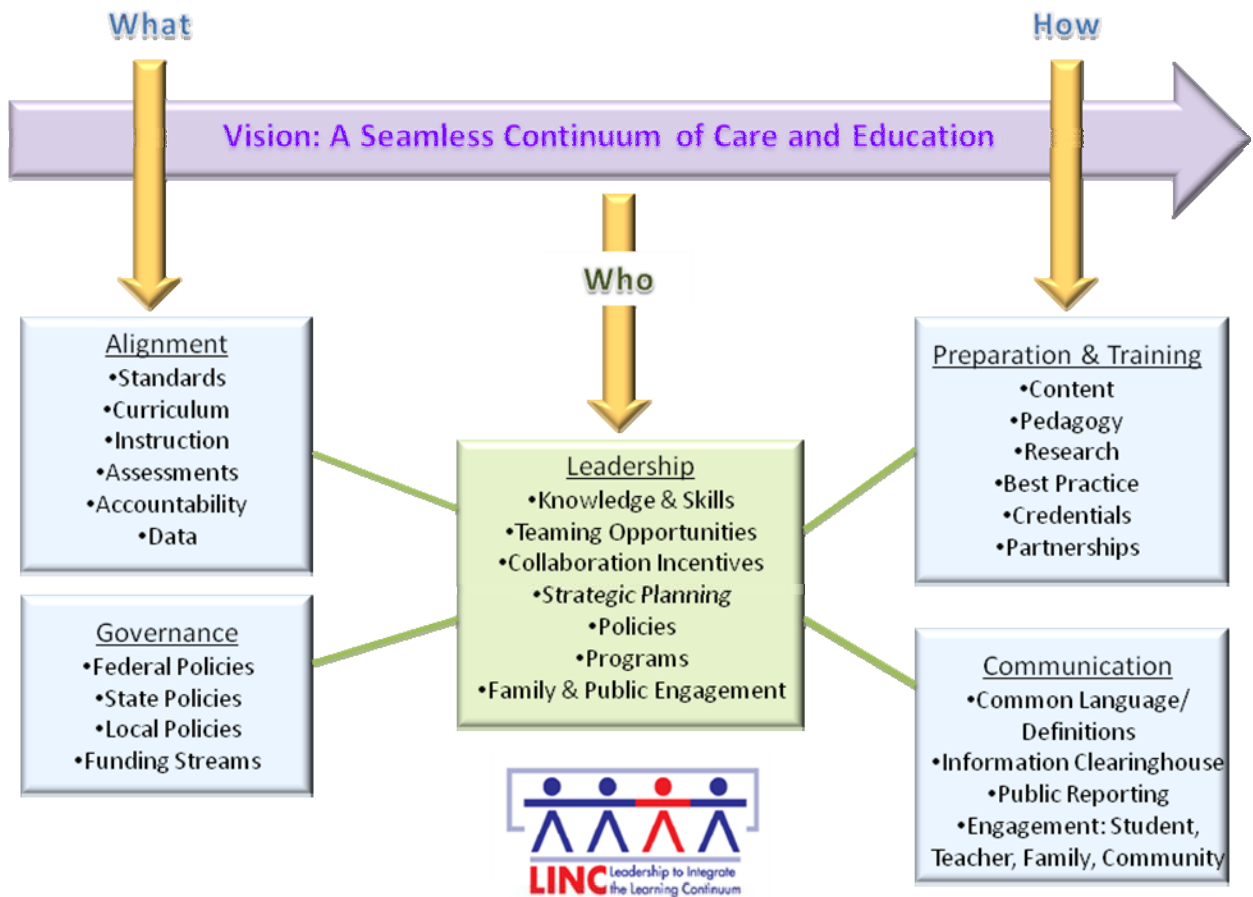 What
How
Vision: A Seamless Continuum of Care and Education
Who
Alignment
•Standards
•Curriculum
•Instruction
•Assessments
•Accountability
•Data
Governance
•Federal Policies
•State Policies
•Local Policies
•Funding Streams
Leadership
•Knowledge & Skills
•Teaming Opportunities
•Collaboration Incentives
•Strategic Planning
•Policies
•Programs
•Family & Public Engagement
Preparation & Training
•Content
•Pedagogy
•Research
•Best Practice
•Credentials
•Partnerships
Communication
•Common Language/
Definitions
•Information Clearinghouse
•Public Reporting
•Engagement: Student,
Teacher, Family, Community
LINC Leadership to Integrate
the Learning Continuum